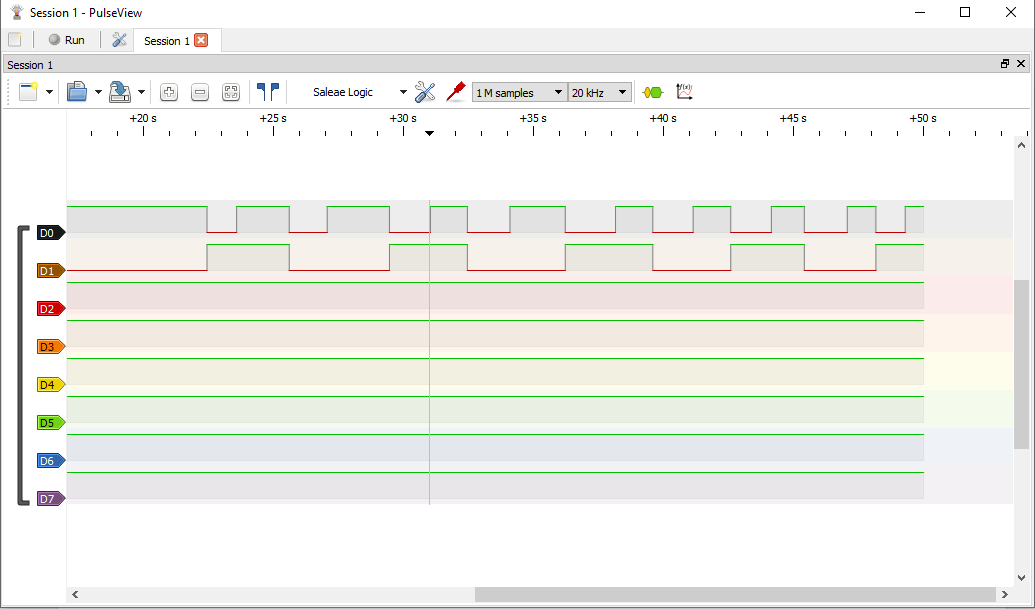 Session 1 - PulseView
Run
Session 1
Session 1
Saleae Logic
1 M samples
20 kHz
f(x)
+20 s +25 s +30 s +35 s +40 s +45 s +50 s
D0
D1
D2
D3
D4
D5
D6
D7